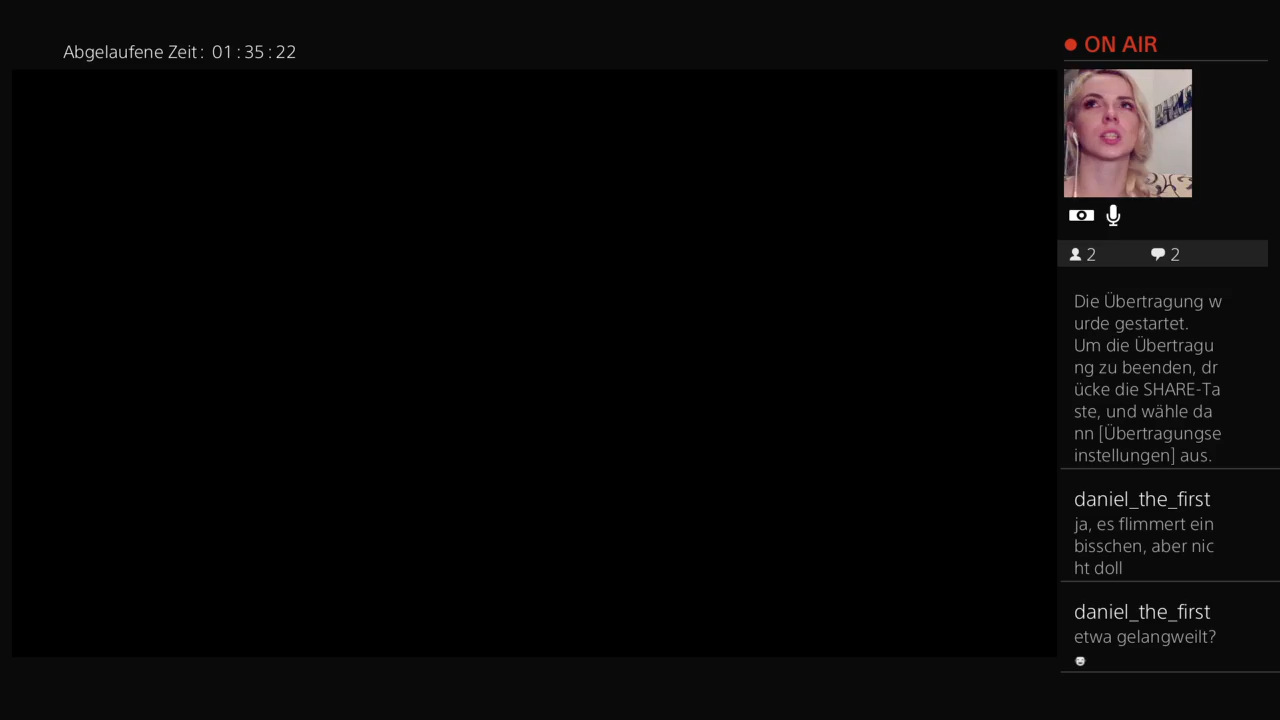 Abgelaufene Zeit: 01:35:22
ON AIR
2 2
Die Übertragung w
urde gestartet.
Um die Übertragu
ng zu beenden, dr
ücke die SHARE-Ta
ste, und wähle da
nn [Übertragungse
instellungen] aus.
daniel_the_first
ja, es flimmert ein
bisschen, aber nic
ht doll
daniel_the_first
etwa gelangweilt?